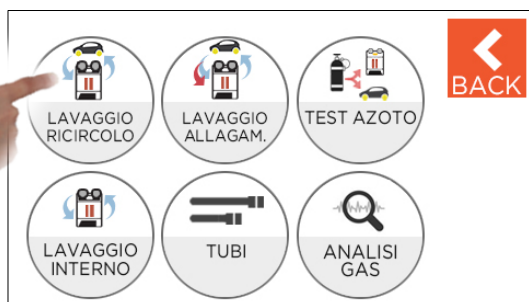 BACK
LAVAGGIO
RICIRCOLO
LAVAGGIO
ALLAGAM.
TEST AZOTO
LAVAGGIO
INTERNO
TUBI
ANALISI
GAS